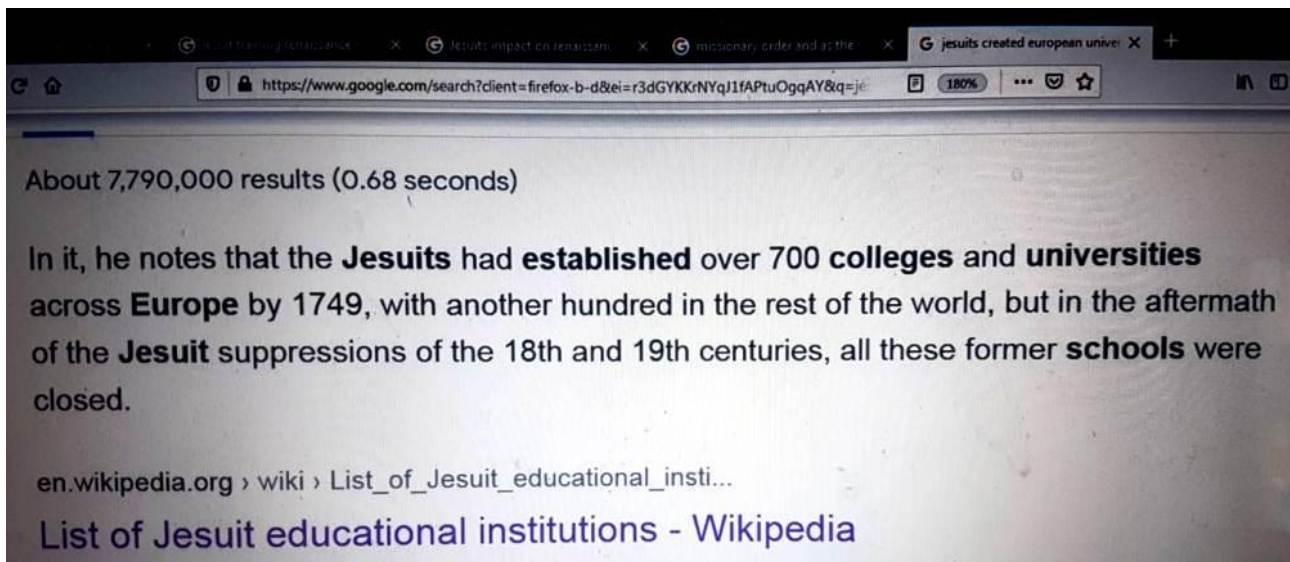 jesuits created european univer
https://www.google.com/search?client=firefox-b-d&ei=r3dGYKKrNYqJ1fAPtuOgqAY&q=je
180%
About 7,790,000 results (0.68 seconds)
In it, he notes that the Jesuits had established over 700 colleges and universities
across Europe by 1749, with another hundred in the rest of the world, but in the aftermath
of the Jesuit suppressions of the 18th and 19th centuries, all these former schools were
closed.
en.wikipedia.org › wiki › List_of_Jesuit_educational_insti...
List of Jesuit educational institutions - Wikipedia